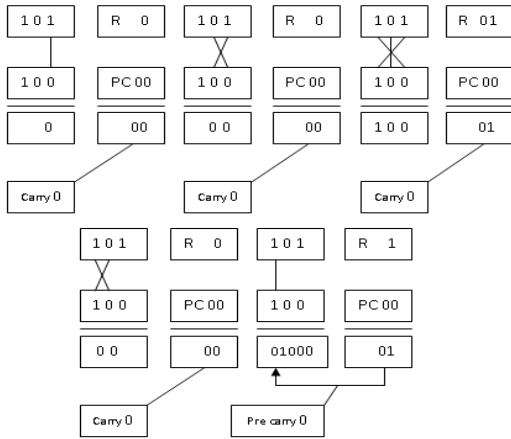 1 0 1 R 0 1 0 1 R 0 1 0 1 R 01
1 0 0 PC 00 1 0 0 PC 00 1 0 0 PC 00
0 00 0 0 00 1 0 0 01
Carry 0 Carry 0 Carry 0
1 0 1 R 0 1 0 1 R 1
1 0 0 PC 00 1 0 0 PC 00
0 0 00 01000 01
Carry 0 Pre carry 0